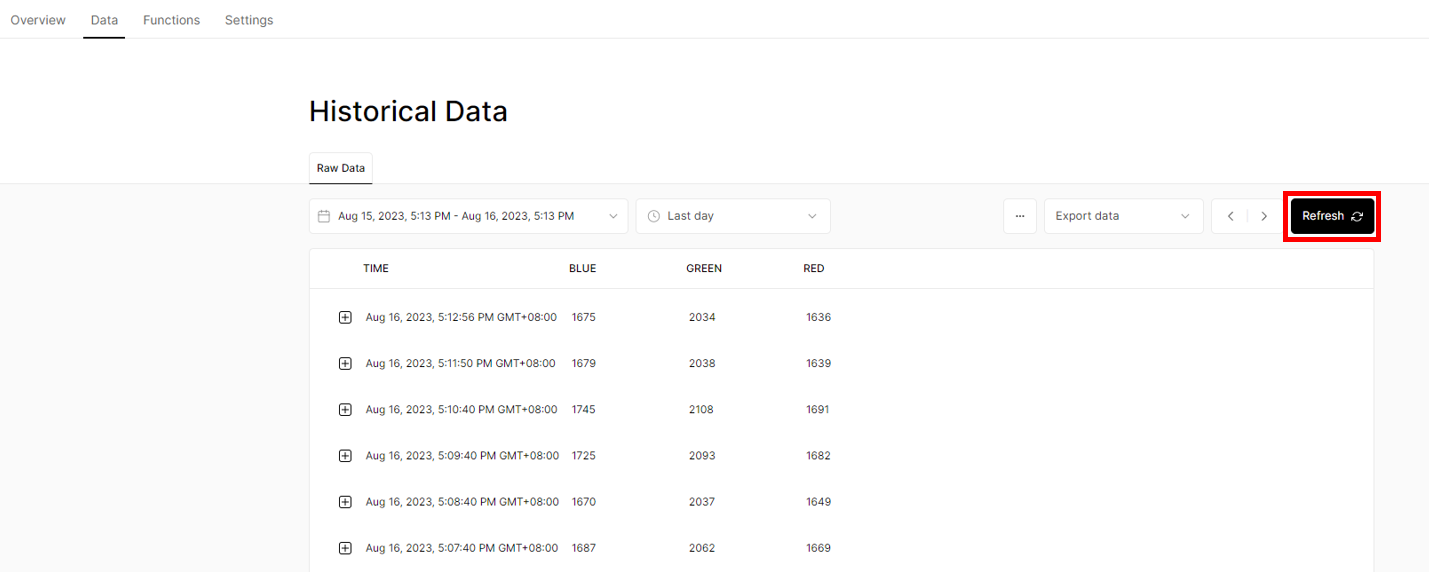 Overview Data Functions Settings
Historical Data
Raw Data
Aug 15, 2023, 5:13 PM - Aug 16, 2023, 5:13 PM Last day ... Export data Refresh
TIME BLUE GREEN RED
Aug 16, 2023, 5:12:56 PM GMT+08:00 1675 2034 1636
Aug 16, 2023, 5:11:50 PM GMT+08:00 1679 2038 1639
Aug 16, 2023, 5:10:40 PM GMT+08:00 1745 2108 1691
Aug 16, 2023, 5:09:40 PM GMT+08:00 1725 2093 1682
Aug 16, 2023, 5:08:40 PM GMT+08:00 1670 2037 1649
Aug 16, 2023, 5:07:40 PM GMT+08:00 1687 2062 1669